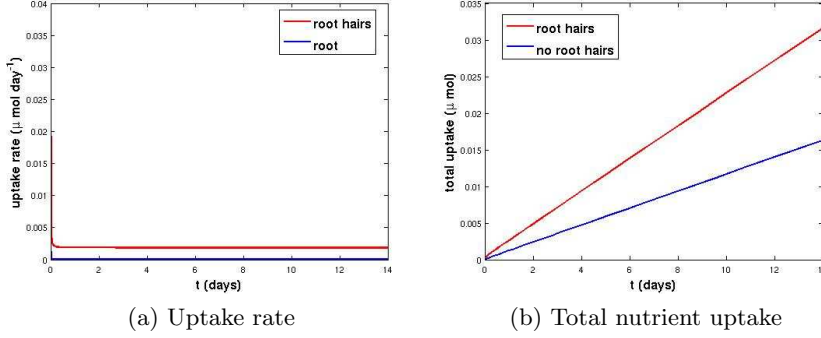 0.04
0.035
0.03
0.025
0.02
0.015
0.01
0.005
0
0 2 4 6 8 10 12 14
uptake rate (μ mol day⁻¹)
t (days)
root hairs
root
(a) Uptake rate
0.04
0.035
0.03
0.025
0.02
0.015
0.01
0.005
0
0 2 4 6 8 10 12 14
total uptake (μ mol)
t (days)
root hairs
no root hairs
(b) Total nutrient uptake